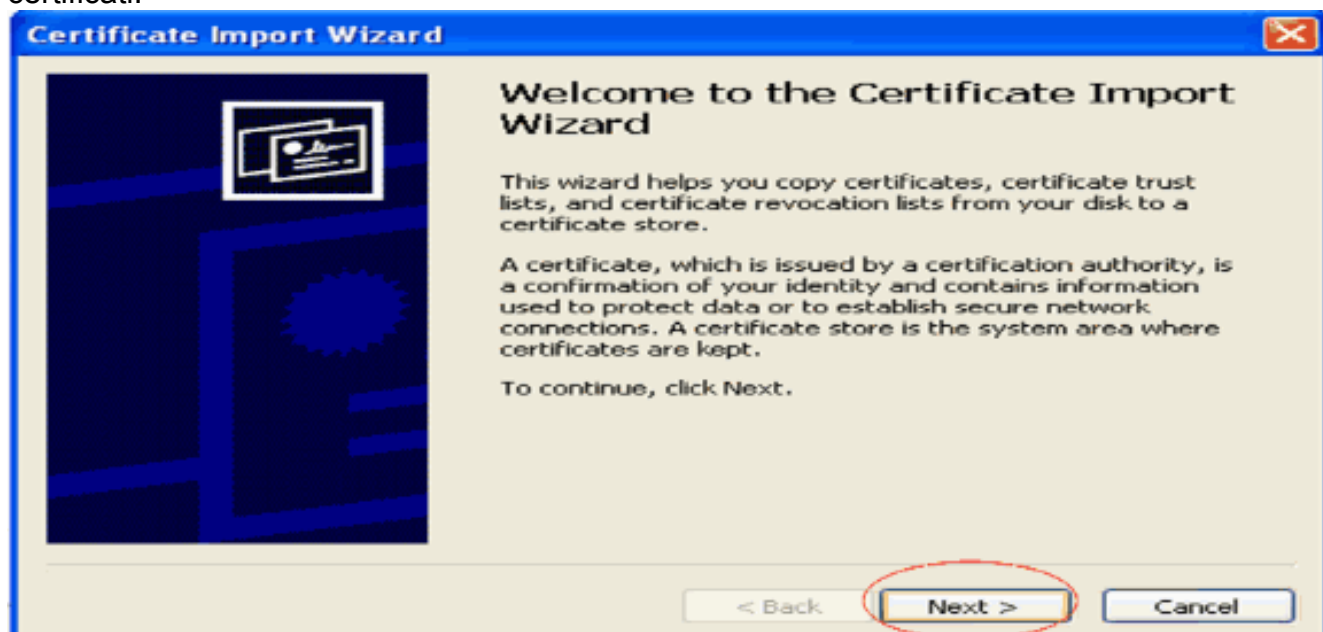 certificati.
Certificate Import Wizard
Welcome to the Certificate Import
Wizard
This wizard helps you copy certificates, certificate trust
lists, and certificate revocation lists from your disk to a
certificate store.
A certificate, which is issued by a certification authority, is
a confirmation of your identity and contains information
used to protect data or to establish secure network
connections. A certificate store is the system area where
certificates are kept.
To continue, click Next.
< Back Next > Cancel